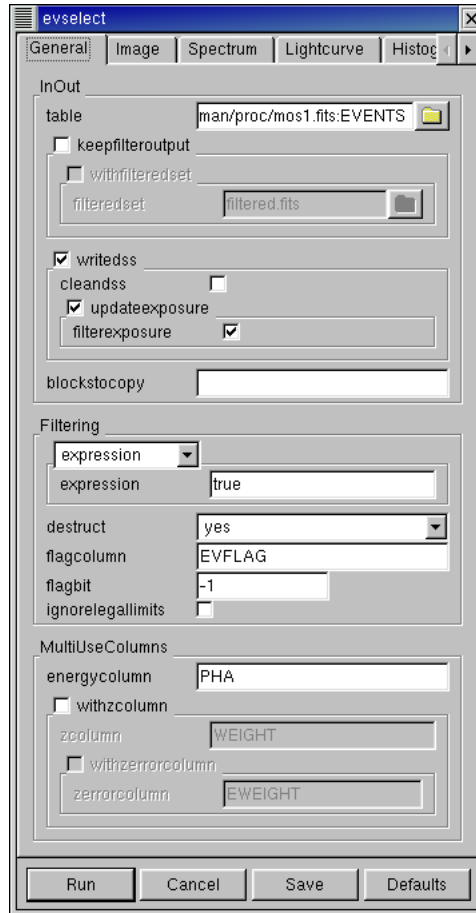 evselect
General Image Spectrum Lightcurve Histog
InOut
table man/proc/mos1.fits:EVENTS
keepfilteroutput
withfilteredset
filteredset filtered.fits
writedss
cleandss
updateexposure
filterexposure
blockstocopy
Filtering
expression
expression true
destruct yes
flagcolumn EVFLAG
flagbit -1
ignorelegallimits
MultiUseColumns
energycolumn PHA
withzcolumn
zcolumn WEIGHT
withzerrorcolumn
zerrorcolumn EWEIGHT
Run Cancel Save Defaults